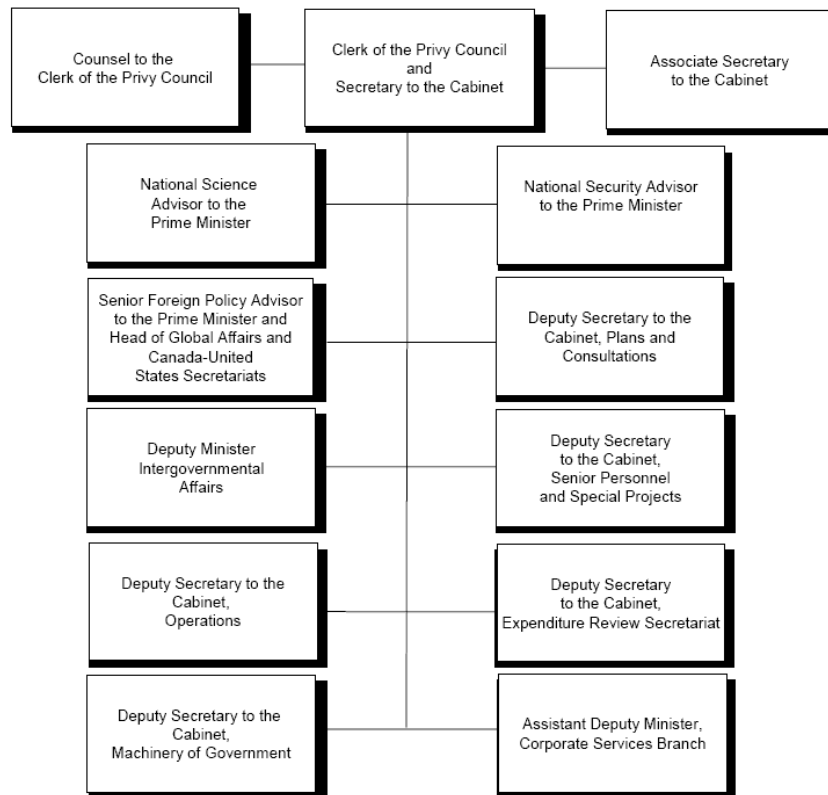 Counsel to the
Clerk of the Privy Council
Clerk of the Privy Council
and
Secretary to the Cabinet
Associate Secretary
to the Cabinet
National Science
Advisor to the
Prime Minister
National Security Advisor
to the Prime Minister
Senior Foreign Policy Advisor
to the Prime Minister and
Head of Global Affairs and
Canada-United
States Secretariats
Deputy Secretary to the
Cabinet, Plans and
Consultations
Deputy Minister
Intergovernmental
Affairs
Deputy Secretary
to the Cabinet,
Senior Personnel
and Special Projects
Deputy Secretary to the
Cabinet,
Operations
Deputy Secretary
to the Cabinet,
Expenditure Review Secretariat
Deputy Secretary to the
Cabinet,
Machinery of Government
Assistant Deputy Minister,
Corporate Services Branch